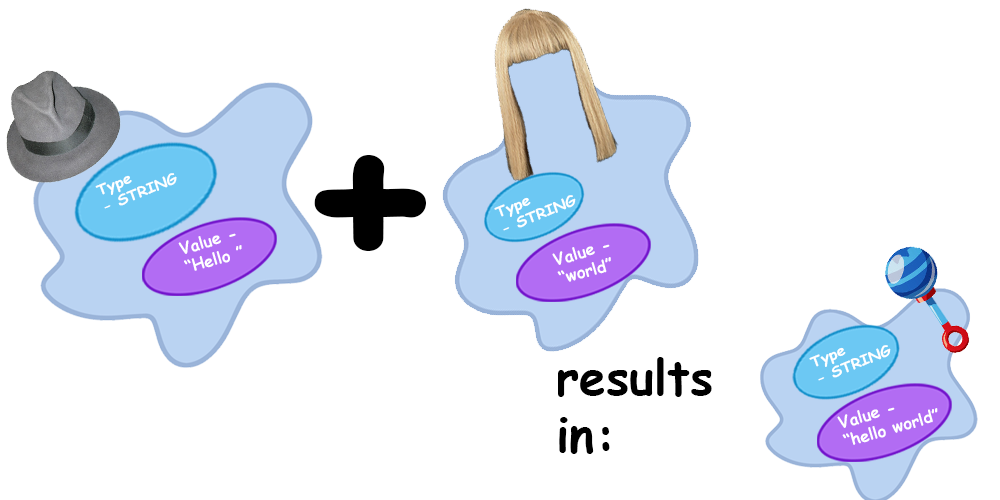 Type
- STRING
Value -
“Hello ”
+
Type
- STRING
Value -
“world”
results
in:
Type
- STRING
Value -
“hello world”